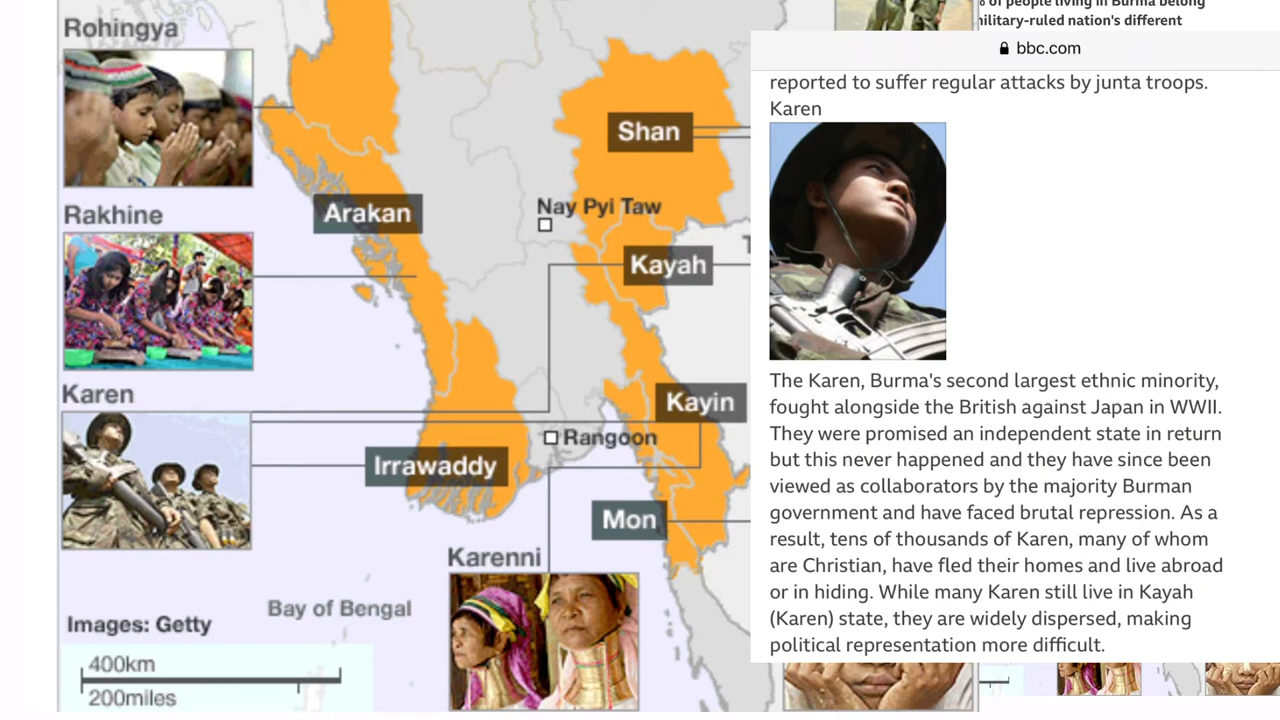 Rohingya
Rakhine
Karen
Images: Getty
400km
200miles
Arakan
Bay of Bengal
Irrawaddy
Karenni
Nay Pyi Taw
Rangoon
Shan
Kayah
Kayin
Mon
of people living in Burma belong
military-ruled nation's different
bbc.com
reported to suffer regular attacks by junta troops.
Karen
The Karen, Burma's second largest ethnic minority,
fought alongside the British against Japan in WWII.
They were promised an independent state in return
but this never happened and they have since been
viewed as collaborators by the majority Burman
government and have faced brutal repression. As a
result, tens of thousands of Karen, many of whom
are Christian, have fled their homes and live abroad
or in hiding. While many Karen still live in Kayah
(Karen) state, they are widely dispersed, making
political representation more difficult.